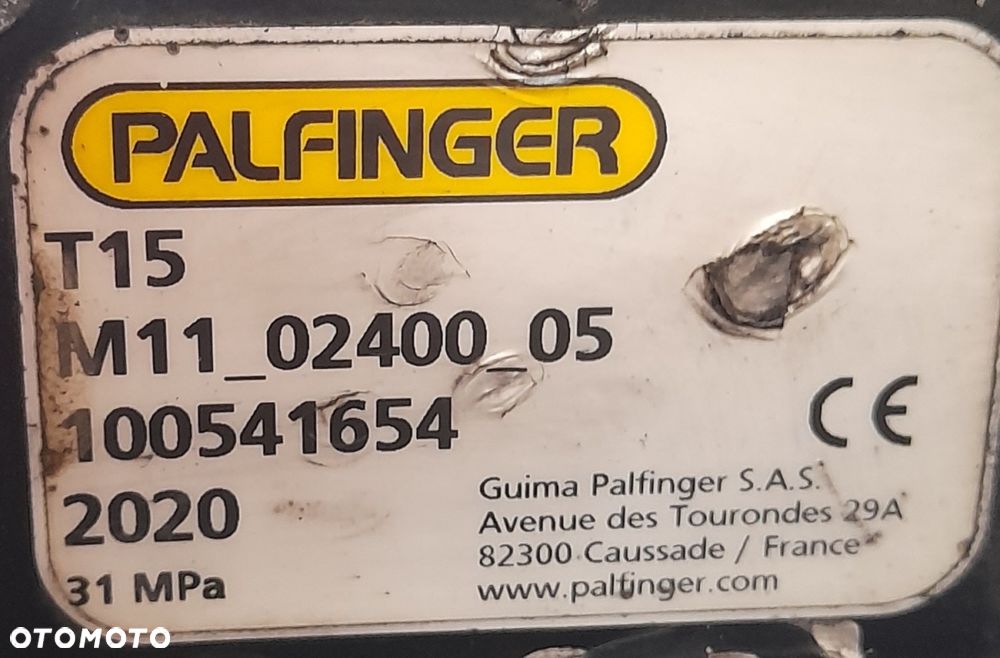 PALFINGER
T15
M11_02400_05
100541654
2020
31 MPa
CE
Guima Palfinger S.A.S.
Avenue des Tourondes 29A
82300 Caussade / France
www.palfinger.com
OTOMOTO